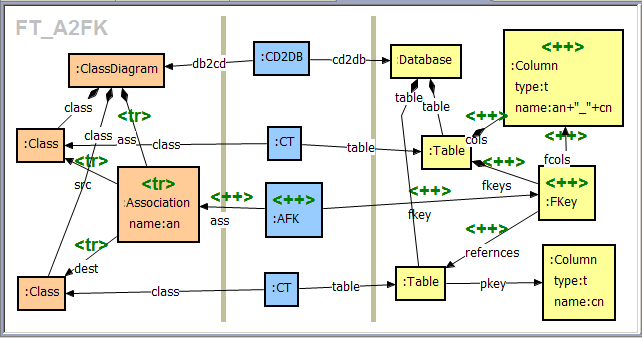 FT_A2FK
:ClassDiagram
db2cd
:CD2DB
cd2db
:Database
<++>
:Column
type:t
name:an+"_"+cn
class
<tr>
class
ass
table
table
<++>
cols
<++>
fcols
:Class
class
:CT
table
:Table
<tr>
src
<tr>
:Association
name:an
<++>
ass
<++>
:AFK
fkey
<++>
fkeys
<++>
:FKey
<++>
refernces
<tr>
dest
:Class
class
:CT
table
:Table
pkey
:Column
type:t
name:cn